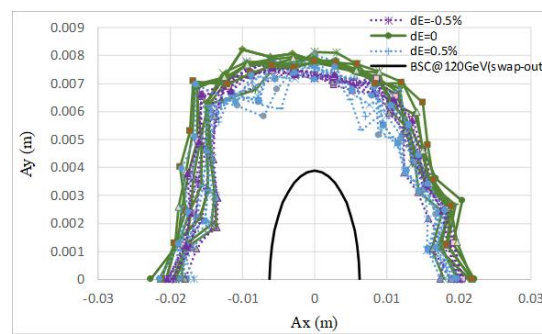 0.009
0.008
0.007
0.006
0.005
0.004
0.003
0.002
0.001
0
Ay (m)
-0.03 -0.02 -0.01 0 0.01 0.02 0.03
Ax (m)
dE=-0.5%
dE=0
dE=0.5%
BSC@120GeV(swap-out